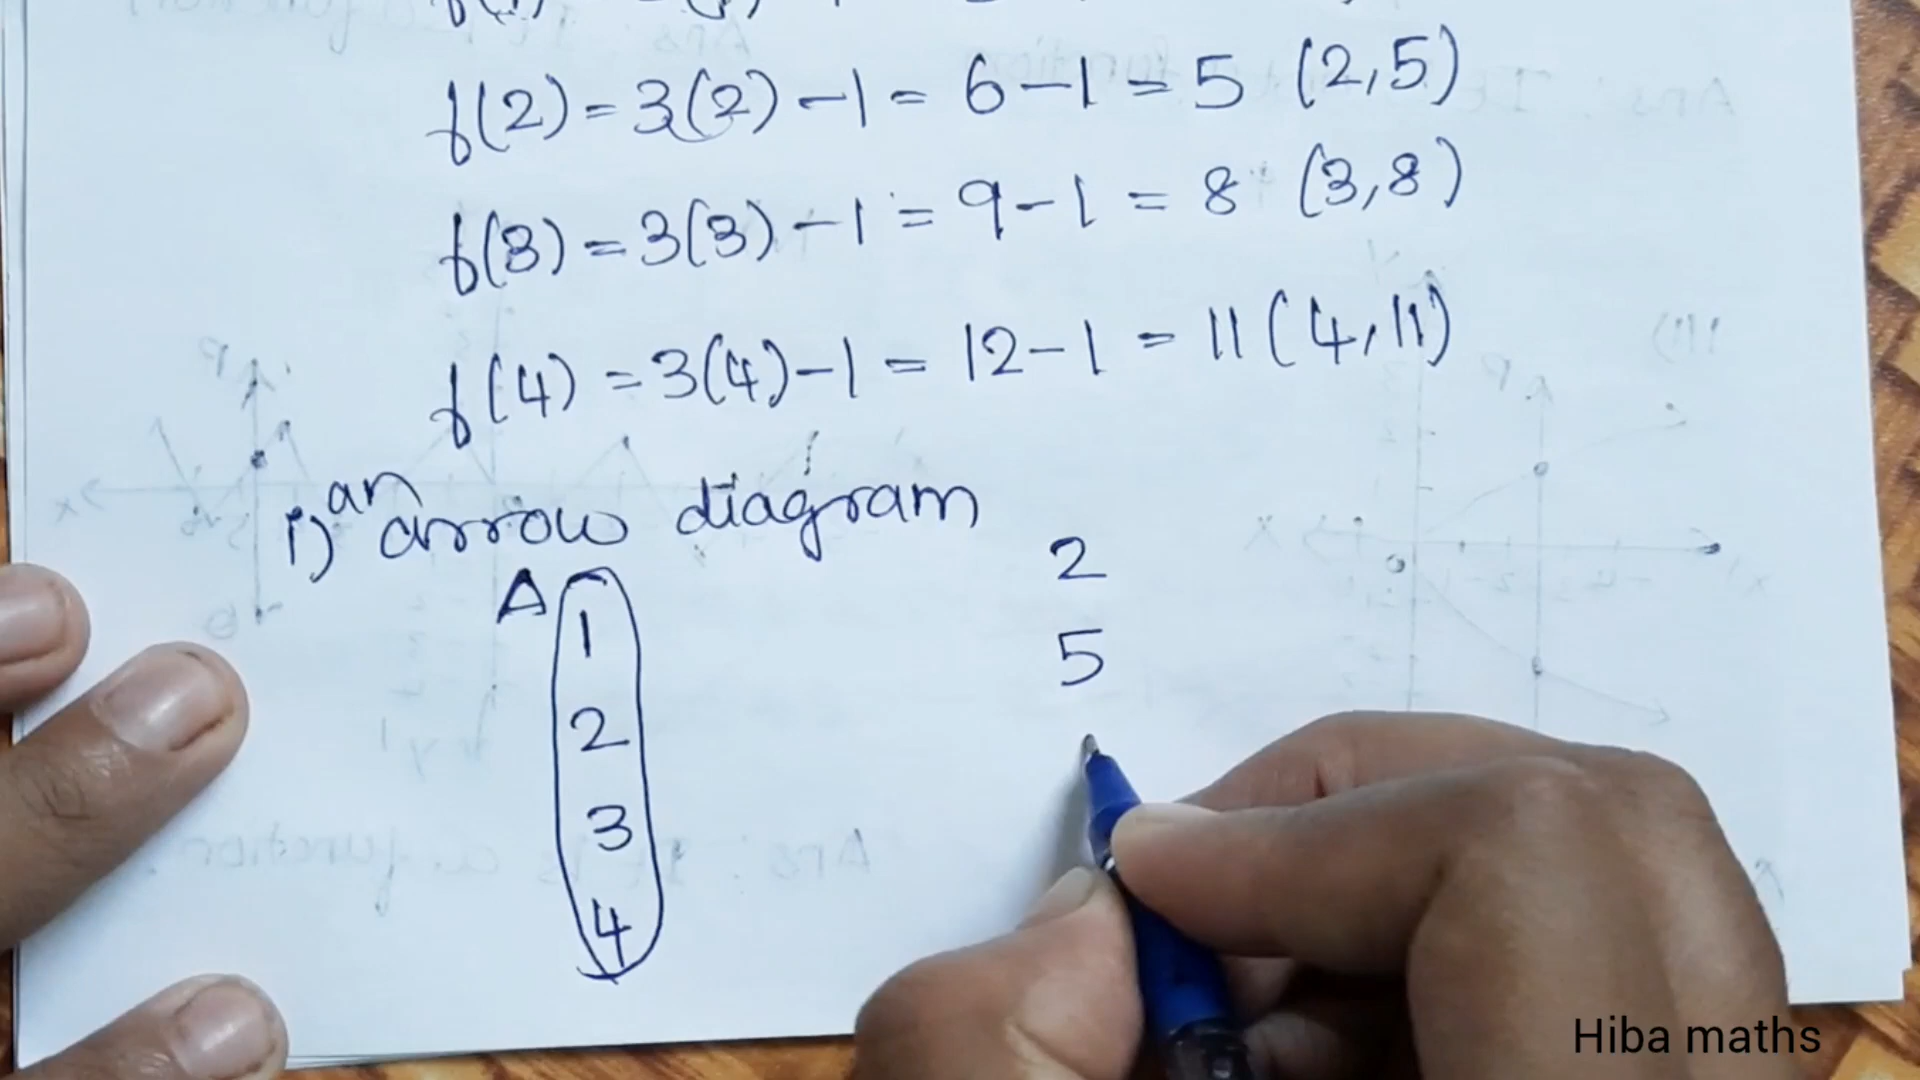 f(2) = 3(2) - 1 = 6 - 1 = 5 (2,5)
f(3) = 3(3) - 1 = 9 - 1 = 8 (3,8)
f(4) = 3(4) - 1 = 12 - 1 = 11 (4,11)
i) an arrow diagram
A
1
2
3
4
2
5
Hiba maths